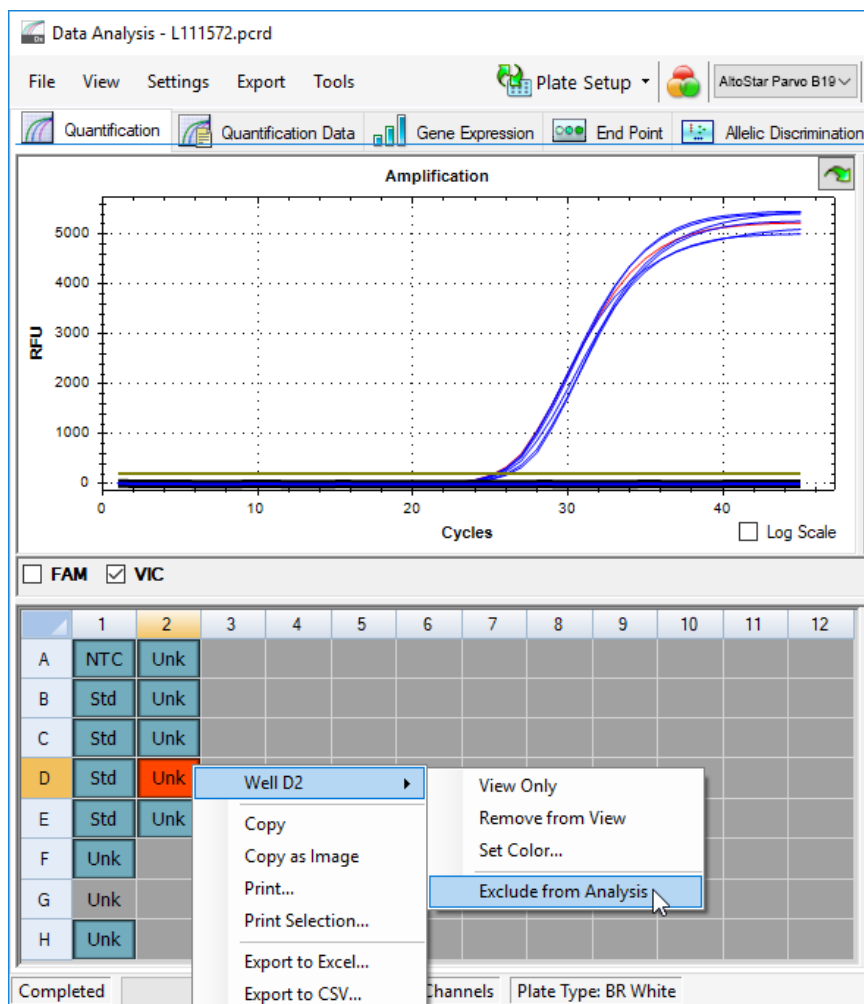 Data Analysis - L111572.pcrd
File View Settings Export Tools Plate Setup AltoStar Parvo B19
Quantification Quantification Data Gene Expression End Point Allelic Discrimination
Amplification
RFU
5000
4000
3000
2000
1000
0
0 10 20 30 40
Cycles
Log Scale
FAM VIC
1 2 3 4 5 6 7 8 9 10 11 12
A NTC Unk
B Std Unk
C Std Unk
D Std Unk
E Std Unk
F Unk
G Unk
H Unk
Well D2
Copy
Copy as Image
Print...
Print Selection...
Export to Excel...
Export to CSV...
View Only
Remove from View
Set Color...
Exclude from Analysis
Completed Channels Plate Type: BR White